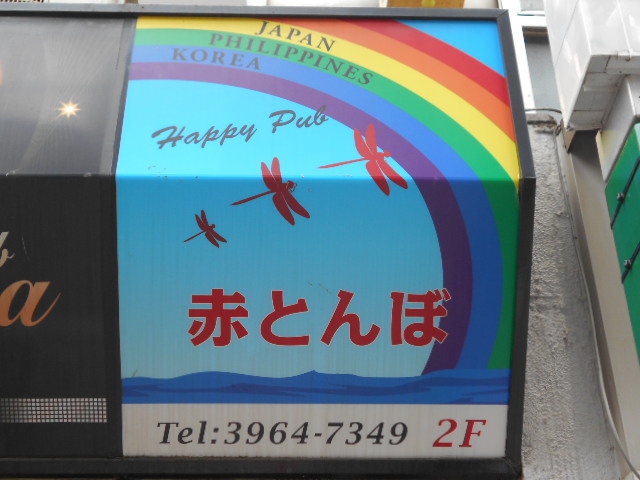 JAPAN
PHILIPPINES
KOREA
Happy Pub
赤とんぼ
Tel:3964-7349 2F
a